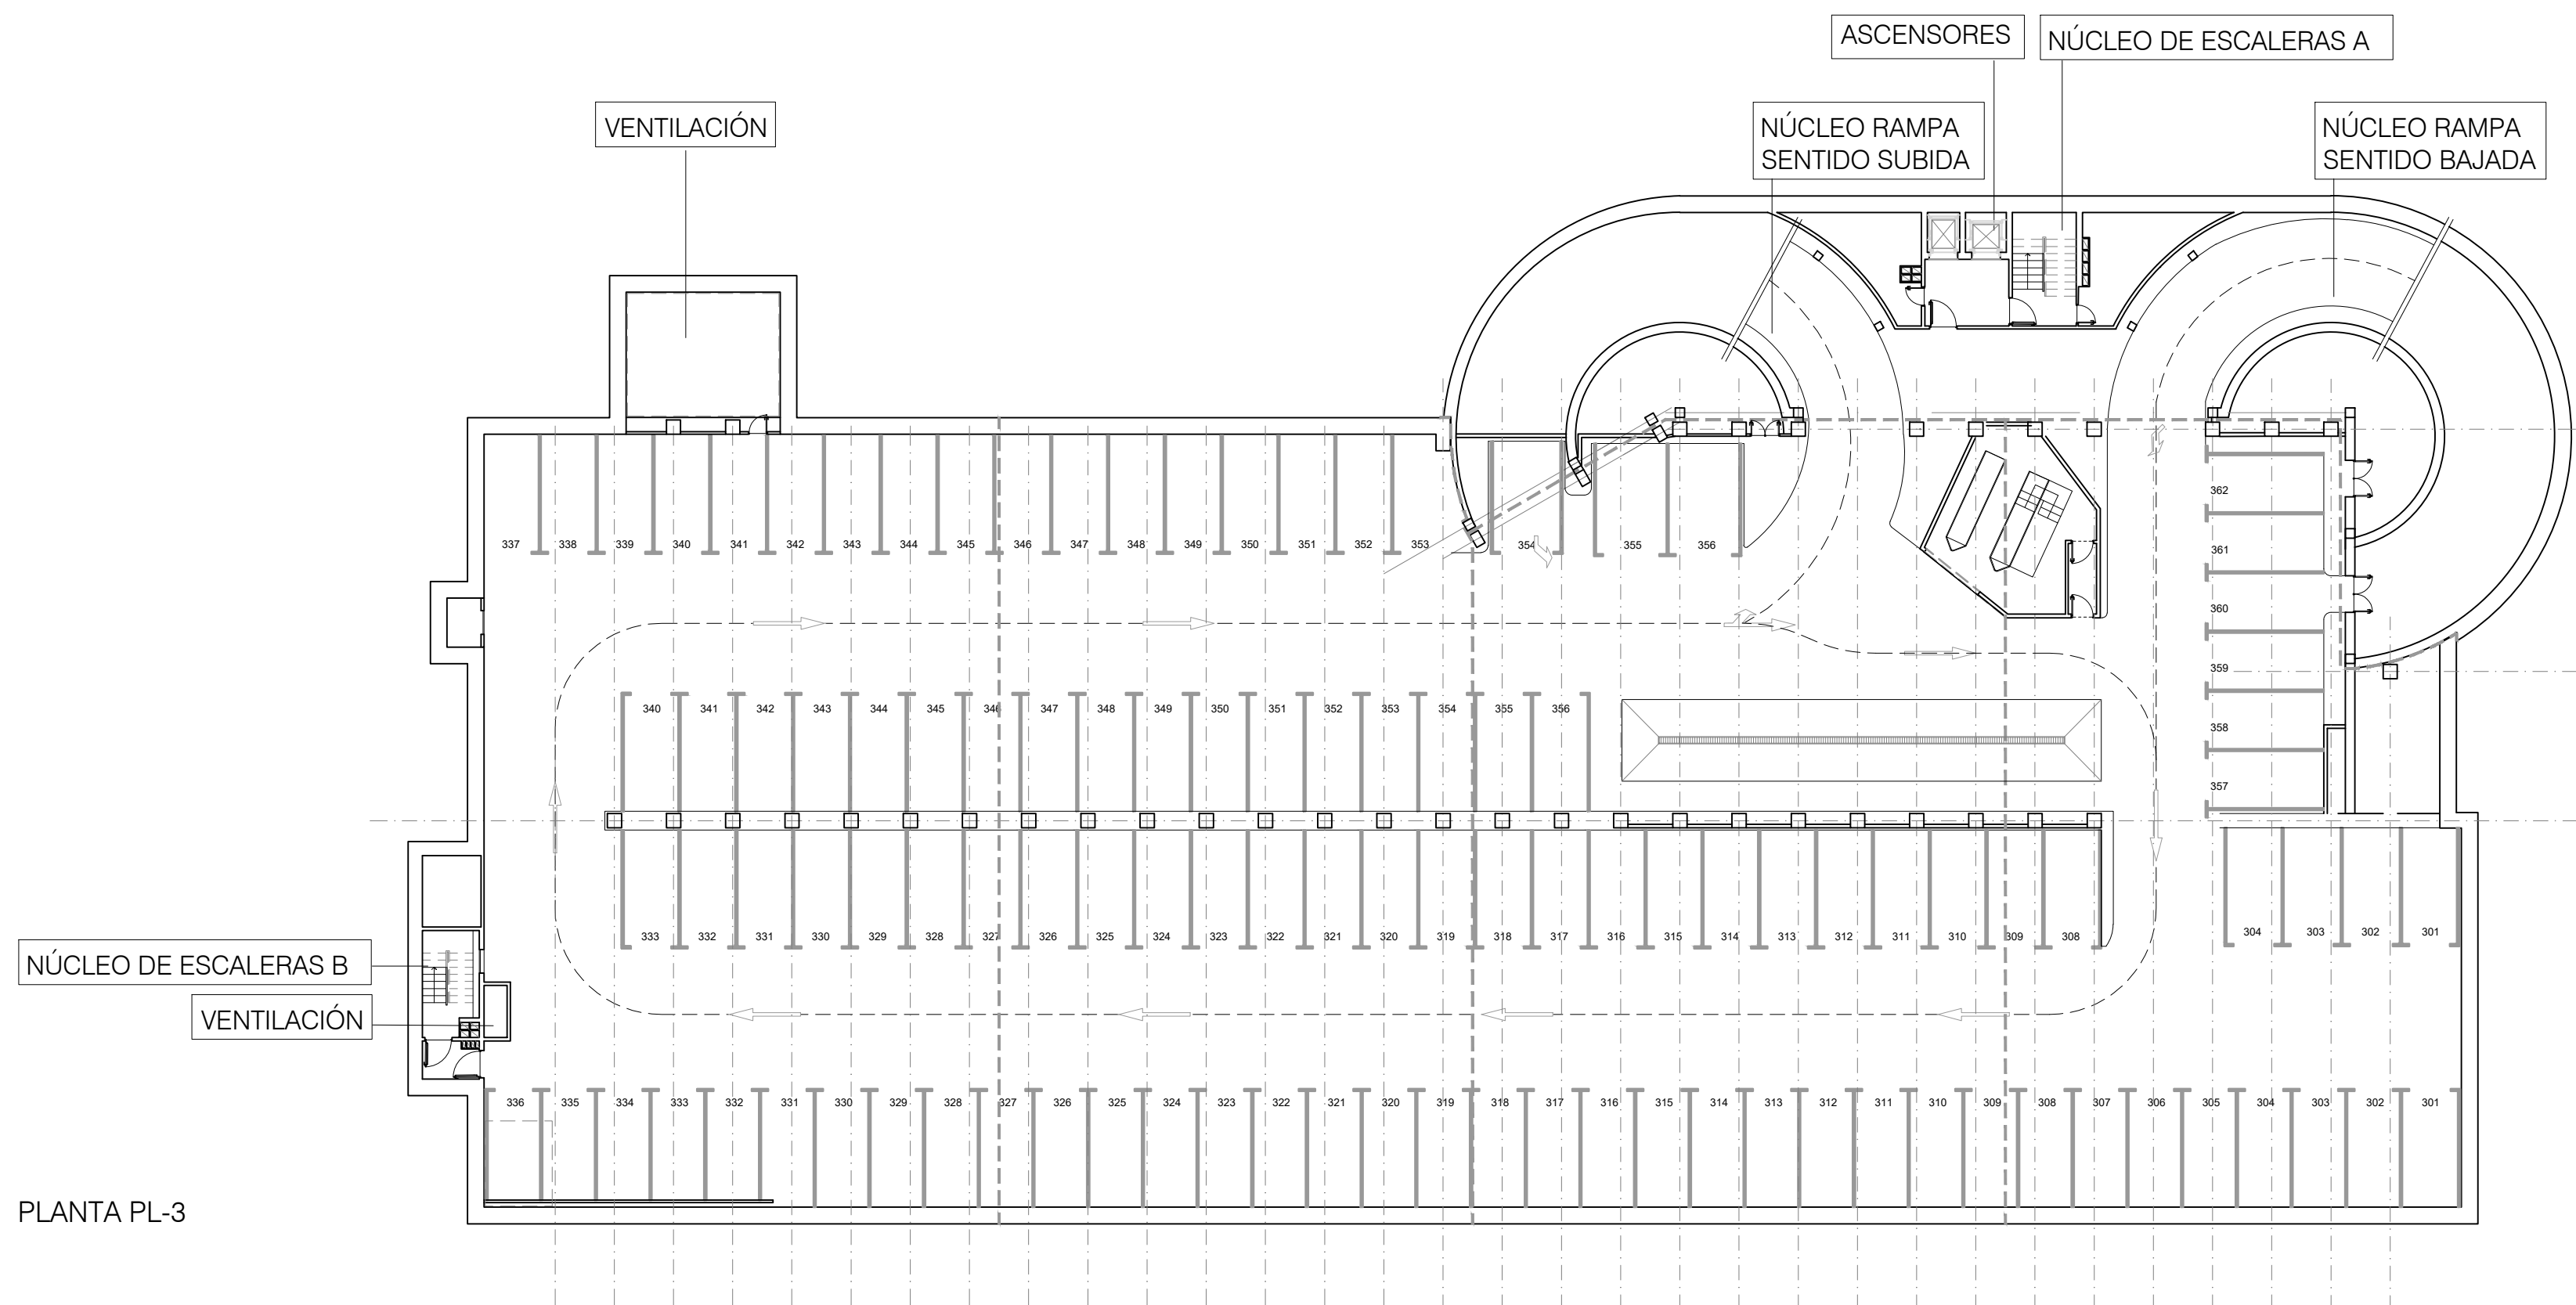 ASCENSORES
NÚCLEO DE ESCALERAS A
VENTILACIÓN
NÚCLEO RAMPA
SENTIDO SUBIDA
NÚCLEO RAMPA
SENTIDO BAJADA
337 338 339 340 341 342 343 344 345 346 347 348 349 350 351 352 353 354 355 356
362
361
360
359
358
357
340 341 342 343 344 345 346 347 348 349 350 351 352 353 354 355 356
333 332 331 330 329 328 327 326 325 324 323 322 321 320 319 318 317 316 315 314 313 312 311 310 309 308
304 303 302 301
NÚCLEO DE ESCALERAS B
VENTILACIÓN
336 335 334 333 332 331 330 329 328 327 326 325 324 323 322 321 320 319 318 317 316 315 314 313 312 311 310 309 308 307 306 305 304 303 302 301
PLANTA PL-3